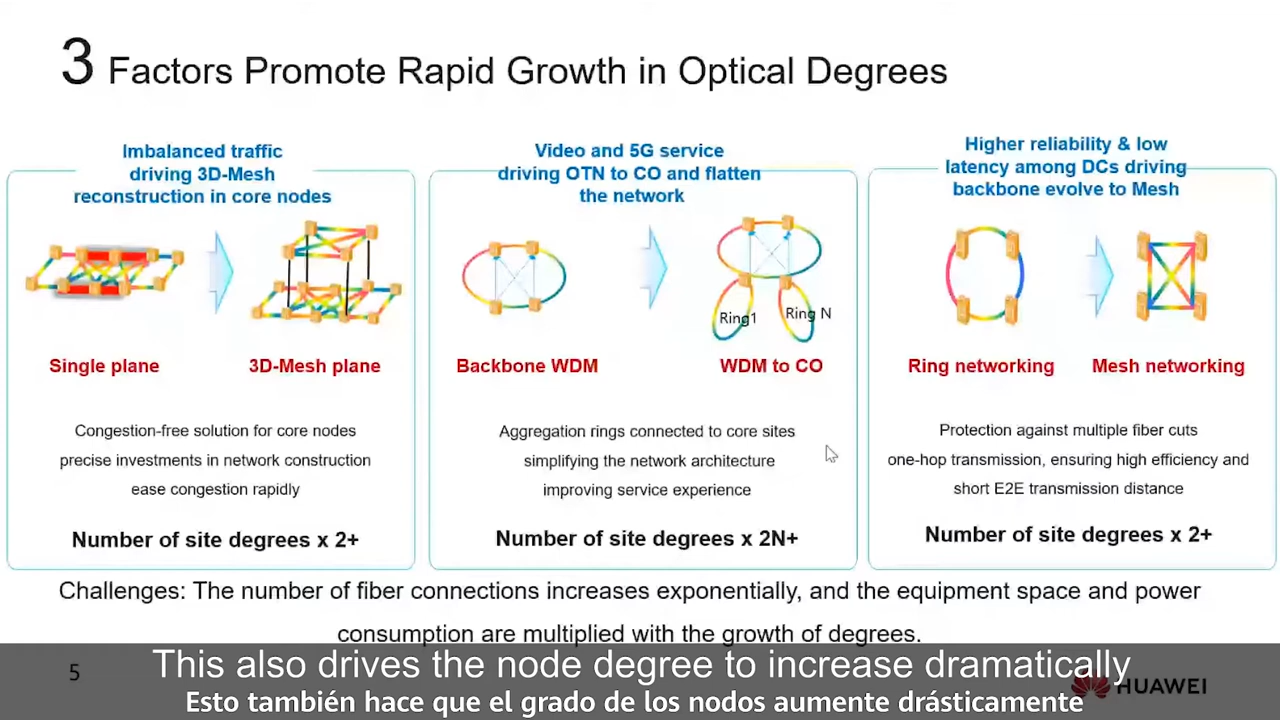 3 Factors Promote Rapid Growth in Optical Degrees
Imbalanced traffic
driving 3D-Mesh
reconstruction in core nodes
Single plane
3D-Mesh plane
Congestion-free solution for core nodes
precise investments in network construction
ease congestion rapidly
Number of site degrees x 2+
Video and 5G service
driving OTN to CO and flatten
the network
Ring1
Ring N
Backbone WDM
WDM to CO
Aggregation rings connected to core sites
simplifying the network architecture
improving service experience
Number of site degrees x 2N+
Higher reliability & low
latency among DCs driving
backbone evolve to Mesh
Ring networking
Mesh networking
Protection against multiple fiber cuts
one-hop transmission, ensuring high efficiency and
short E2E transmission distance
Number of site degrees x 2+
Challenges: The number of fiber connections increases exponentially, and the equipment space and power
consumption are multiplied with the growth of degrees.
This also drives the node degree to increase dramatically
Esto también hace que el grado de los nodos aumente drásticamente
5
HUAWEI